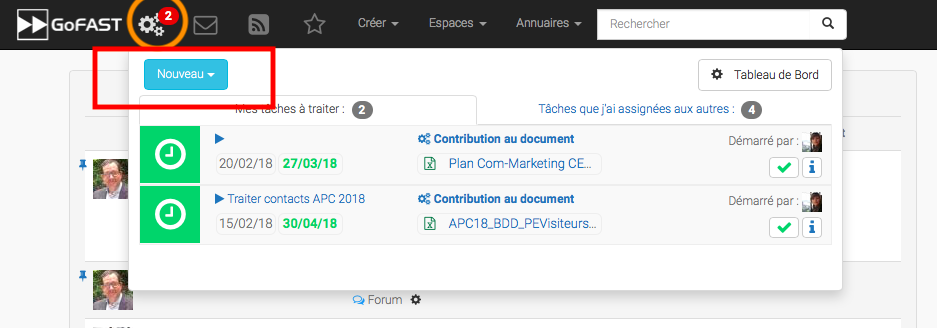 GoFAST 2 Créer Espaces Annuaires Rechercher
Nouveau Tableau de Bord
Mes tâches à traiter : 2 Tâches que j'ai assignées aux autres : 4
Contribution au document Démarré par :
20/02/18 27/03/18 Plan Com-Marketing CE...
Traiter contacts APC 2018 Contribution au document Démarré par :
15/02/18 30/04/18 APC18_BDD_PEVisiteurs...
Forum